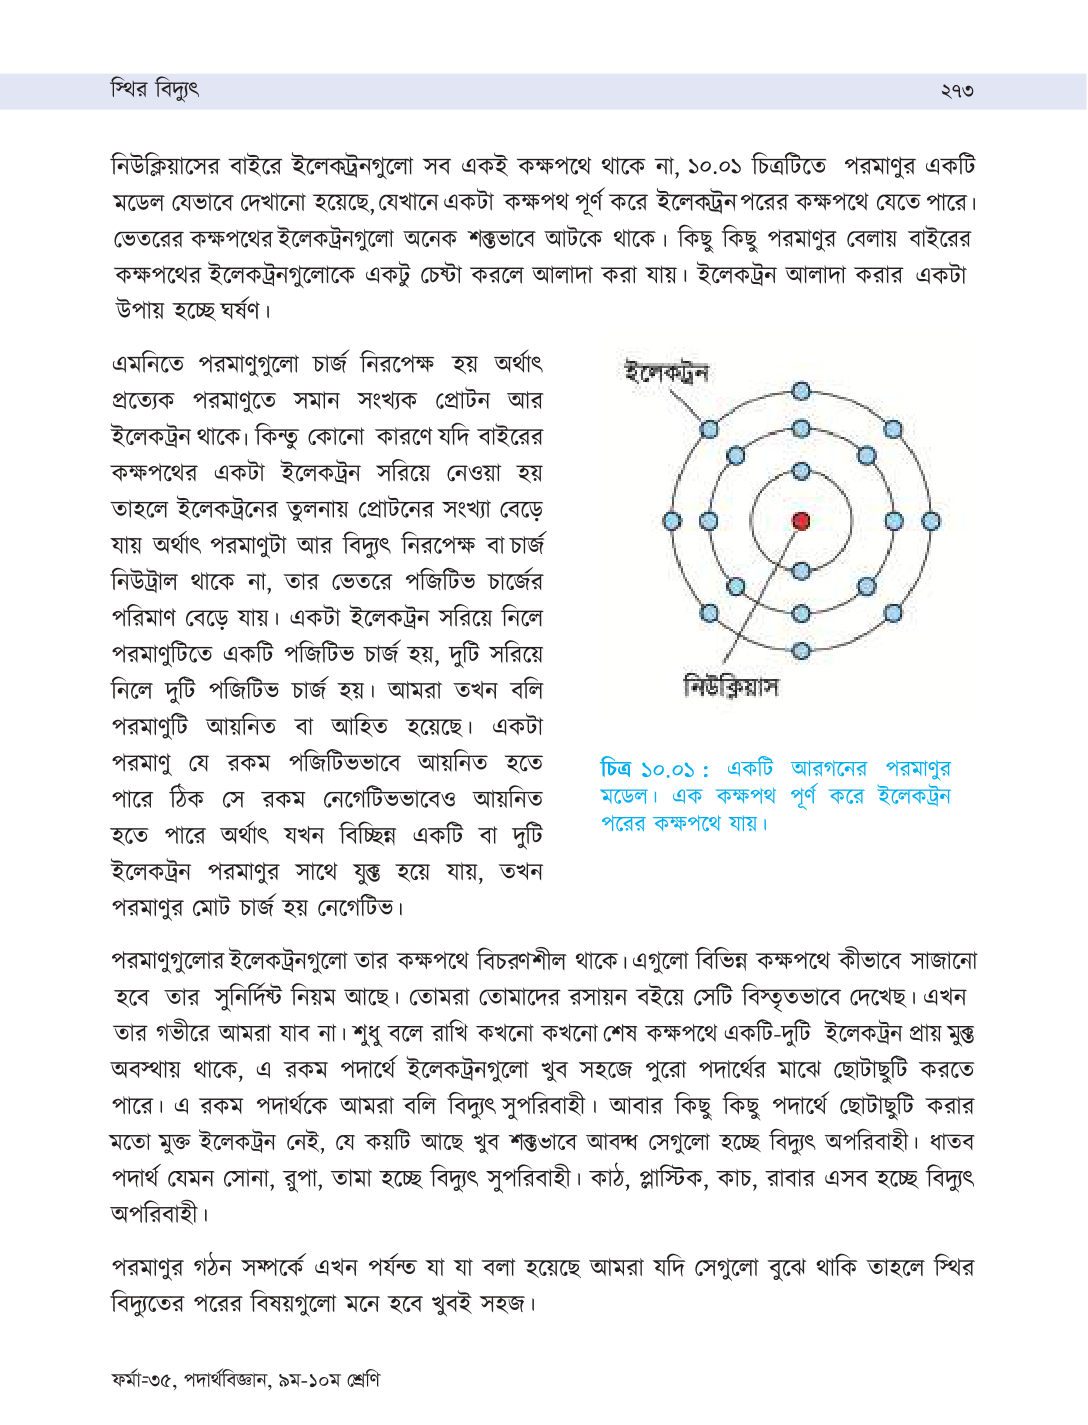 স্থির বিদ্যুৎ ২৭৩
নিউক্লিয়াসের বাইরে ইলেকট্রনগুলো সব একই কক্ষপথে থাকে না, ১০.০১ চিত্রটিতে পরমাণুর একটি
মডেল যেভাবে দেখানো হয়েছে, যেখানে একটা কক্ষপথ পূর্ণ করে ইলেকট্রন পরের কক্ষপথে যেতে পারে।
ভেতরের কক্ষপথের ইলেকট্রনগুলো অনেক শক্তভাবে আটকে থাকে। কিছু কিছু পরমাণুর বেলায় বাইরের
কক্ষপথের ইলেকট্রনগুলোকে একটু চেষ্টা করলে আলাদা করা যায়। ইলেকট্রন আলাদা করার একটা
উপায় হচ্ছে ঘর্ষণ।
এমনিতে পরমাণুগুলো চার্জ নিরপেক্ষ হয় অর্থাৎ
প্রত্যেক পরমাণুতে সমান সংখ্যক প্রোটন আর
ইলেকট্রন থাকে। কিন্তু কোনো কারণে যদি বাইরের
কক্ষপথের একটা ইলেকট্রন সরিয়ে নেওয়া হয়
তাহলে ইলেকট্রনের তুলনায় প্রোটনের সংখ্যা বেড়ে
যায় অর্থাৎ পরমাণুটা আর বিদ্যুৎ নিরপেক্ষ বা চার্জ
নিউট্রাল থাকে না, তার ভেতরে পজিটিভ চার্জের
পরিমাণ বেড়ে যায়। একটা ইলেকট্রন সরিয়ে নিলে
পরমাণুটিতে একটি পজিটিভ চার্জ হয়, দুটি সরিয়ে
নিলে দুটি পজিটিভ চার্জ হয়। আমরা তখন বলি
পরমাণুটি আয়নিত বা আহিত হয়েছে। একটা
পরমাণু যে রকম পজিটিভভাবে আয়নিত হতে
পারে ঠিক সে রকম নেগেটিভভাবেও আয়নিত
হতে পারে অর্থাৎ যখন বিচ্ছিন্ন একটি বা দুটি
ইলেকট্রন পরমাণুর সাথে যুক্ত হয়ে যায়, তখন
পরমাণুর মোট চার্জ হয় নেগেটিভ।
ইলেকট্রন
নিউক্লিয়াস
চিত্র ১০.০১ : একটি আরগনের পরমাণুর
মডেল। এক কক্ষপথ পূর্ণ করে ইলেকট্রন
পরের কক্ষপথে যায়।
পরমাণুগুলোর ইলেকট্রনগুলো তার কক্ষপথে বিচরণশীল থাকে। এগুলো বিভিন্ন কক্ষপথে কীভাবে সাজানো
হবে তার সুনির্দিষ্ট নিয়ম আছে। তোমরা তোমাদের রসায়ন বইয়ে সেটি বিস্তৃতভাবে দেখেছ। এখন
তার গভীরে আমরা যাব না। শুধু বলে রাখি কখনো কখনো শেষ কক্ষপথে একটি-দুটি ইলেকট্রন প্রায় মুক্ত
অবস্থায় থাকে, এ রকম পদার্থে ইলেকট্রনগুলো খুব সহজে পুরো পদার্থের মাঝে ছোটাছুটি করতে
পারে। এ রকম পদার্থকে আমরা বলি বিদ্যুৎ সুপরিবাহী। আবার কিছু কিছু পদার্থে ছোটাছুটি করার
মতো মুক্ত ইলেকট্রন নেই, যে কয়টি আছে খুব শক্তভাবে আবদ্ধ সেগুলো হচ্ছে বিদ্যুৎ অপরিবাহী। ধাতব
পদার্থ যেমন সোনা, রুপা, তামা হচ্ছে বিদ্যুৎ সুপরিবাহী। কাঠ, প্লাস্টিক, কাচ, রাবার এসব হচ্ছে বিদ্যুৎ
অপরিবাহী।
পরমাণুর গঠন সম্পর্কে এখন পর্যন্ত যা যা বলা হয়েছে আমরা যদি সেগুলো বুঝে থাকি তাহলে স্থির
বিদ্যুতের পরের বিষয়গুলো মনে হবে খুবই সহজ।
ফর্মা-৩৫, পদার্থবিজ্ঞান, ৯ম-১০ম শ্রেণি